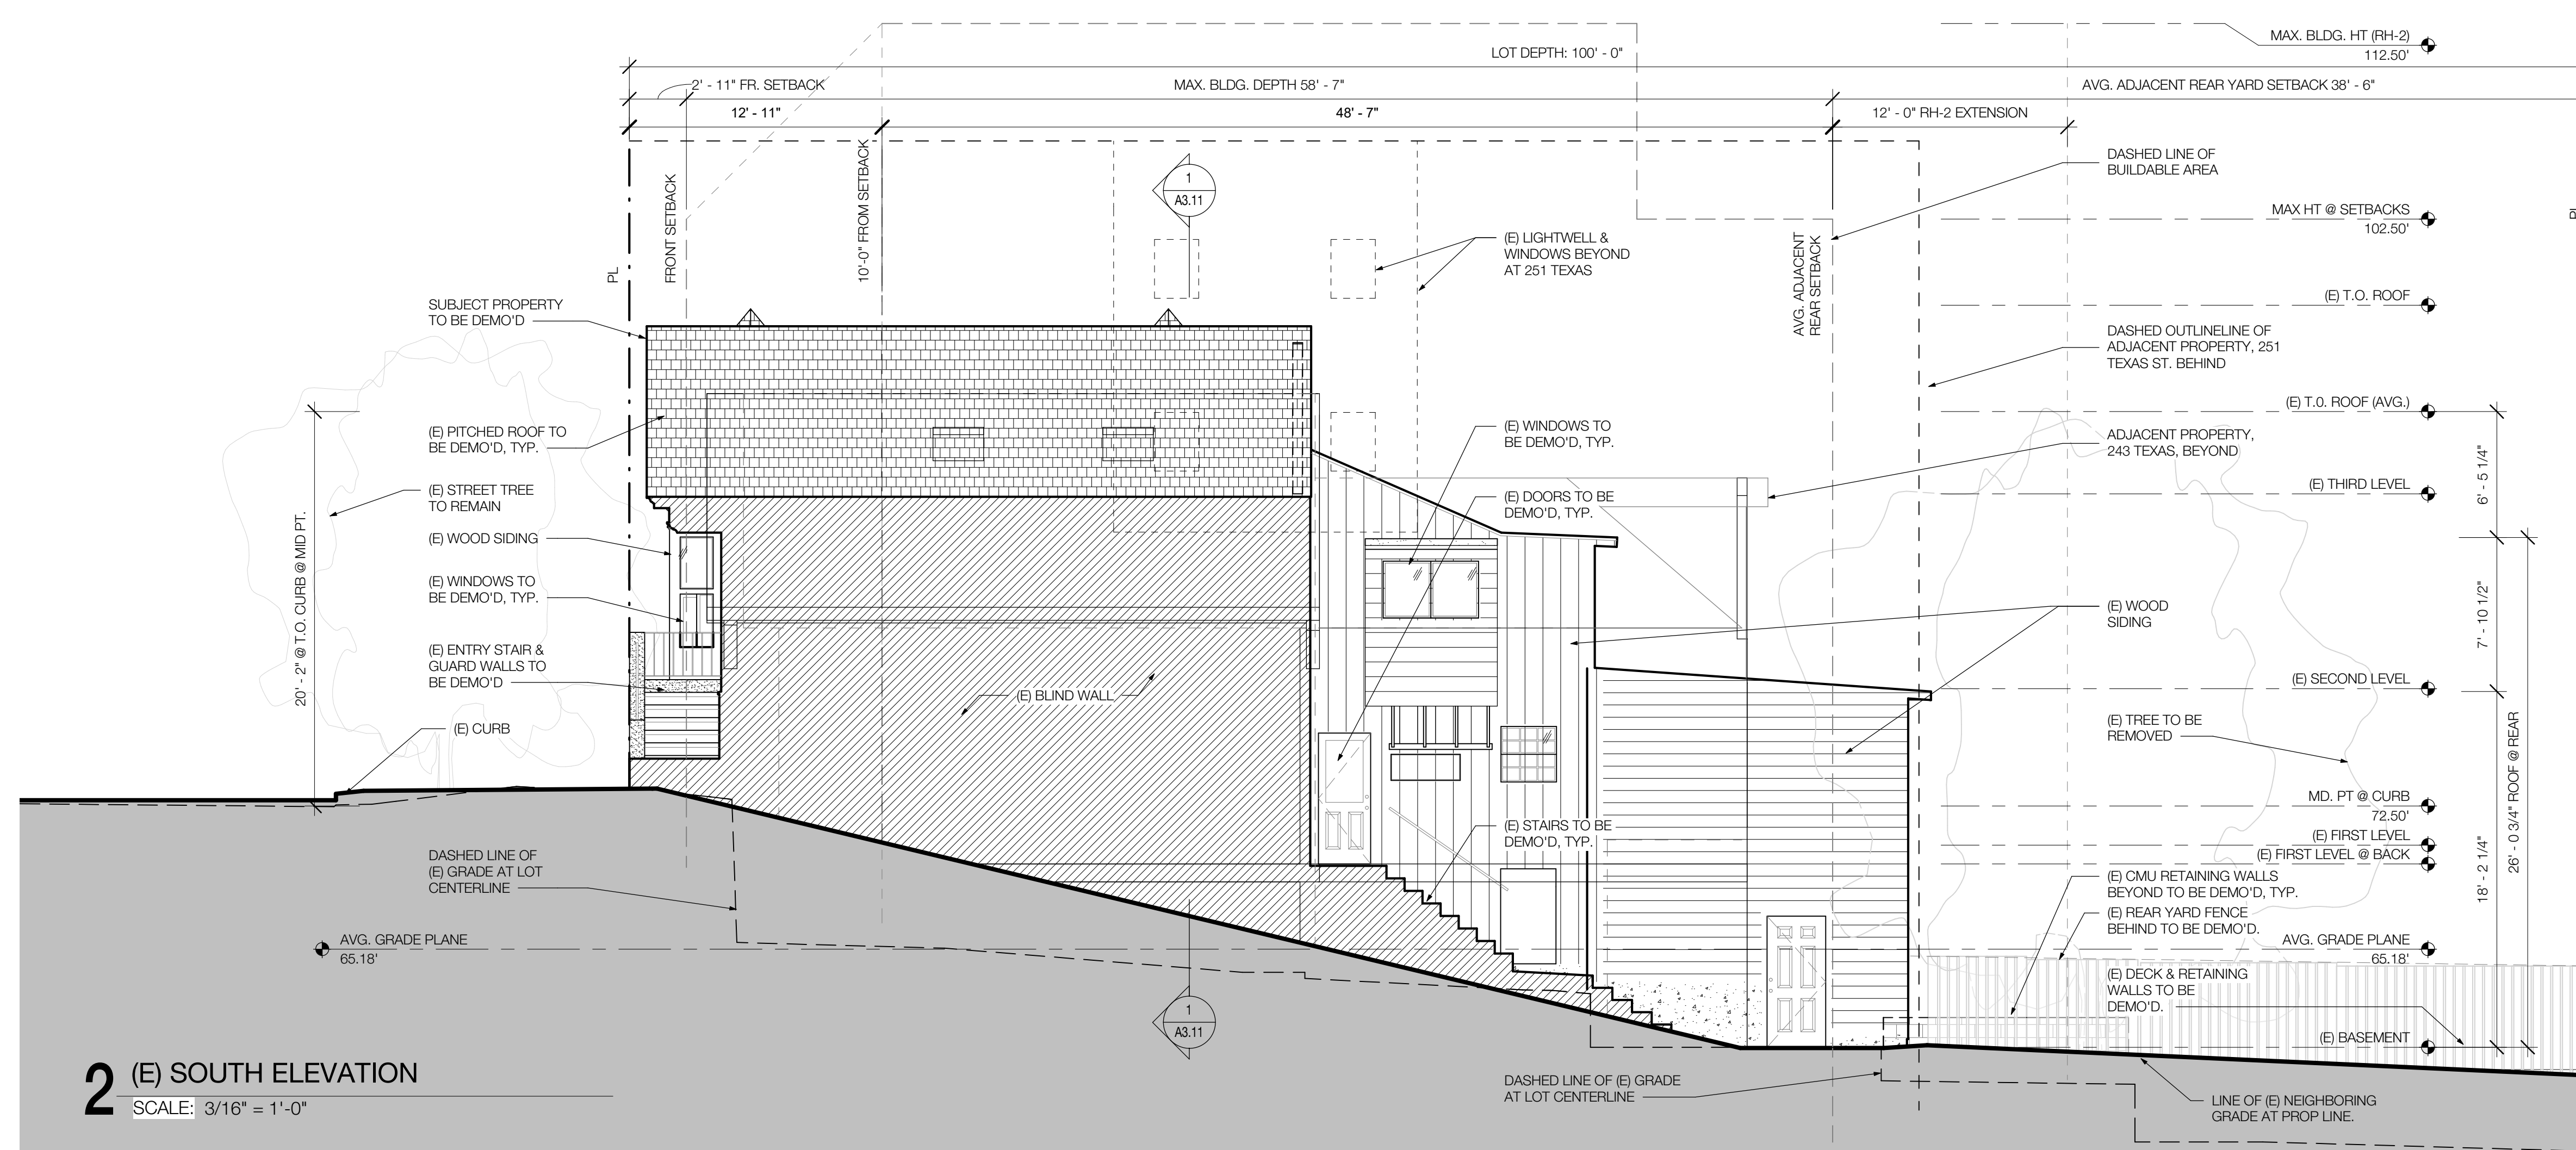 MAX. BLDG. HT (RH-2)
112.50'
LOT DEPTH: 100' - 0"
2' - 11" FR. SETBACK
MAX. BLDG. DEPTH 58' - 7"
AVG. ADJACENT REAR YARD SETBACK 38' - 6"
12' - 11"
48' - 7"
12' - 0" RH-2 EXTENSION
PL
FRONT SETBACK
10'-0" FROM SETBACK
1
A3.11
AVG. ADJACENT
REAR SETBACK
DASHED LINE OF
BUILDABLE AREA
MAX HT @ SETBACKS
102.50'
PL
(E) LIGHTWELL &
WINDOWS BEYOND
AT 251 TEXAS
(E) T.O. ROOF
SUBJECT PROPERTY
TO BE DEMO'D
DASHED OUTLINELINE OF
ADJACENT PROPERTY, 251
TEXAS ST. BEHIND
(E) T.0. ROOF (AVG.)
(E) PITCHED ROOF TO
BE DEMO'D, TYP.
(E) WINDOWS TO
BE DEMO'D, TYP.
ADJACENT PROPERTY,
243 TEXAS, BEYOND
6' - 5 1/4"
(E) STREET TREE
TO REMAIN
(E) DOORS TO BE
DEMO'D, TYP.
(E) THIRD LEVEL
(E) WOOD SIDING
20' - 2" @ T.O. CURB @ MID PT.
(E) WINDOWS TO
BE DEMO'D, TYP.
(E) WOOD
SIDING
7' - 10 1/2"
(E) ENTRY STAIR &
GUARD WALLS TO
BE DEMO'D
(E) BLIND WALL
(E) SECOND LEVEL
(E) CURB
(E) TREE TO BE
REMOVED
26' - 0 3/4" ROOF @ REAR
MD. PT @ CURB
72.50'
(E) STAIRS TO BE
DEMO'D, TYP.
(E) FIRST LEVEL
(E) FIRST LEVEL @ BACK
18' - 2 1/4"
DASHED LINE OF
(E) GRADE AT LOT
CENTERLINE
(E) CMU RETAINING WALLS
BEYOND TO BE DEMO'D, TYP.
(E) REAR YARD FENCE
BEHIND TO BE DEMO'D.
AVG. GRADE PLANE
65.18'
AVG. GRADE PLANE
65.18'
(E) DECK & RETAINING
WALLS TO BE
DEMO'D.
1
A3.11
(E) BASEMENT
2 (E) SOUTH ELEVATION
SCALE: 3/16" = 1'-0"
DASHED LINE OF (E) GRADE
AT LOT CENTERLINE
LINE OF (E) NEIGHBORING
GRADE AT PROP LINE.